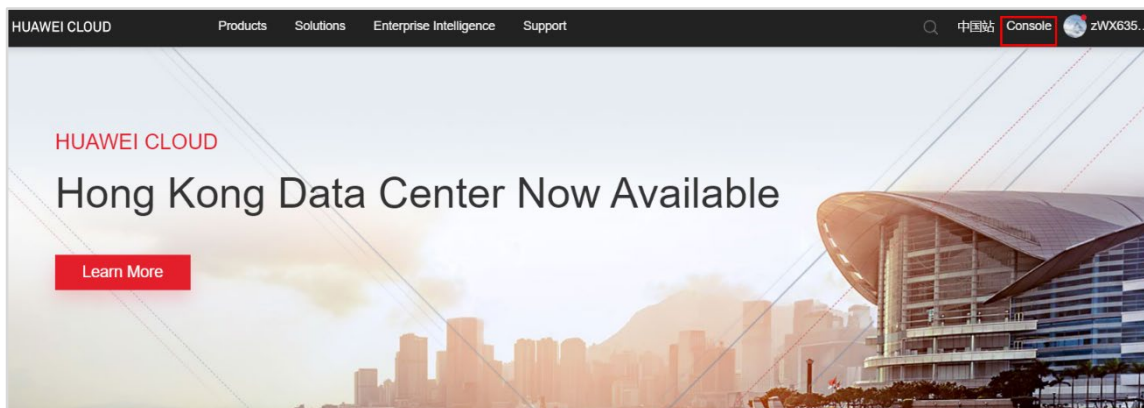 HUAWEI CLOUD Products Solutions Enterprise Intelligence Support 中国站 Console zWX635...
HUAWEI CLOUD
Hong Kong Data Center Now Available
Learn More